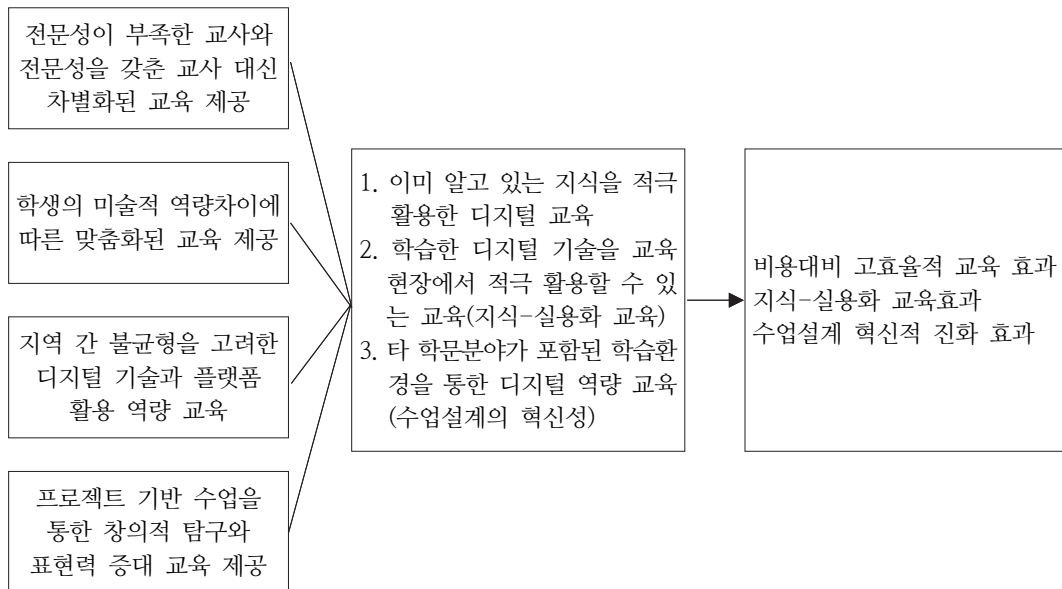 전문성이 부족한 교사와
전문성을 갖춘 교사 대신
차별화된 교육 제공
학생의 미술적 역량차이에
따른 맞춤화된 교육 제공
지역 간 불균형을 고려한
디지털 기술과 플랫폼
활용 역량 교육
프로젝트 기반 수업을
통한 창의적 탐구와
표현력 증대 교육 제공
1. 이미 알고 있는 지식을 적극
활용한 디지털 교육
2. 학습한 디지털 기술을 교육
현장에서 적극 활용할 수 있
는 교육(지식-실용화 교육)
3. 타 학문분야가 포함된 학습환
경을 통한 디지털 역량 교육
(수업설계의 혁신성)
비용대비 고효율적 교육 효과
지식-실용화 교육효과
수업설계 혁신적 진화 효과